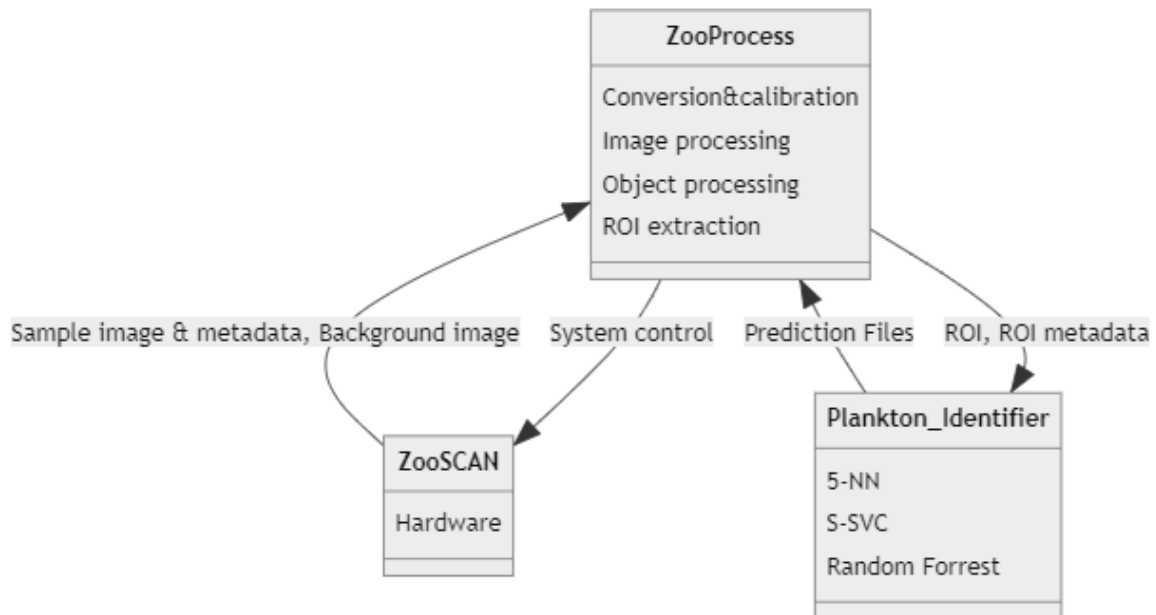 ZooProcess
Conversion&calibration
Image processing
Object processing
ROI extraction
Sample image & metadata, Background image
System control
Prediction Files
ROI, ROI metadata
ZooSCAN
Hardware
Plankton_Identifier
5-NN
S-SVC
Random Forrest